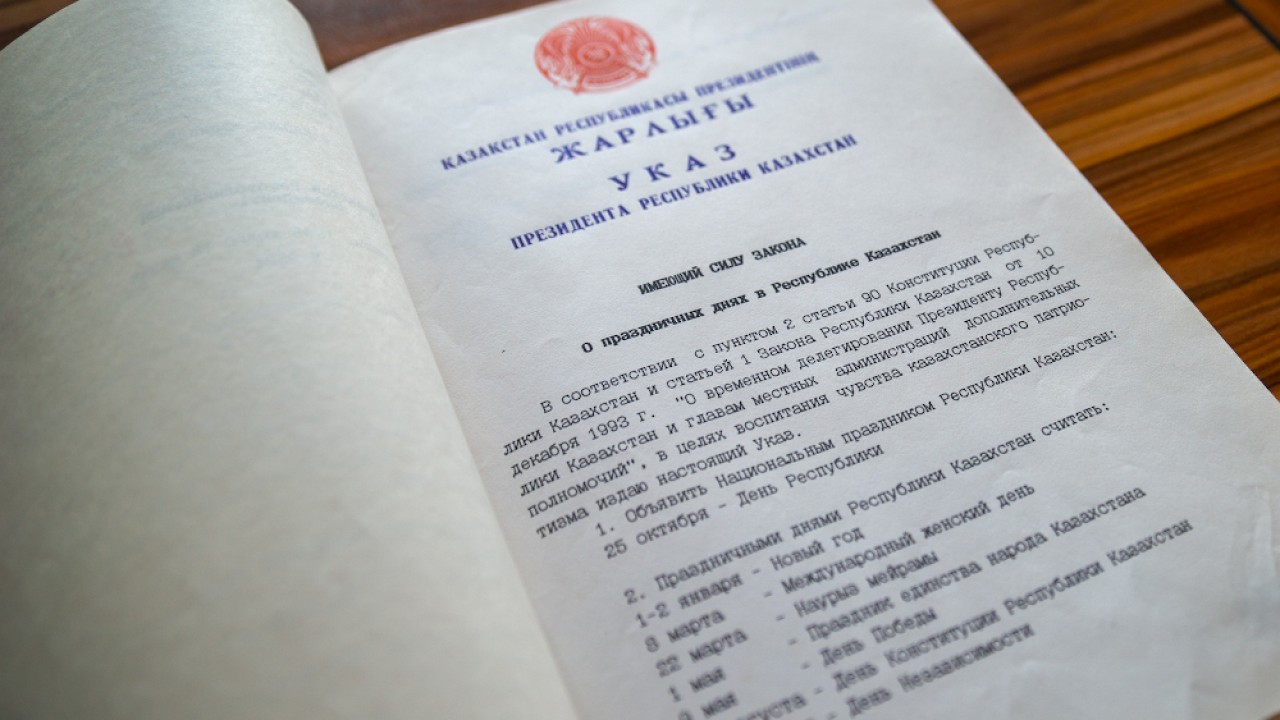 ҚАЗАҚСТАН РЕСПУБЛИКАСЫ ПРЕЗИДЕНТІНІҢ
ЖАРЛЫҒЫ
УКАЗ
ПРЕЗИДЕНТА РЕСПУБЛИКИ КАЗАХСТАН
ИМЕЮЩИЙ СИЛУ ЗАКОНА
О праздничных днях в Республике Казахстан
В соответствии с пунктом 2 статьи 90 Конституции Респуб-
лики Казахстан и статьей 1 Закона Республики Казахстан от 10
декабря 1993 г. "О временном делегировании Президенту Респуб-
лики Казахстан и главам местных администраций дополнительных
полномочий", в целях воспитания чувства казахстанского патрио-
тизма издаю настоящий Указ.
1. Объявить Национальным праздником Республики Казахстан:
25 октября - День Республики
2. Праздничными днями Республики Казахстан считать:
1-2 января - Новый год
8 марта - Международный женский день
22 марта - Наурыз мейрамы
1 мая - Праздник единства народа Казахстана
9 мая - День Победы
- День Конституции Республики Казахстан
- День Независимости